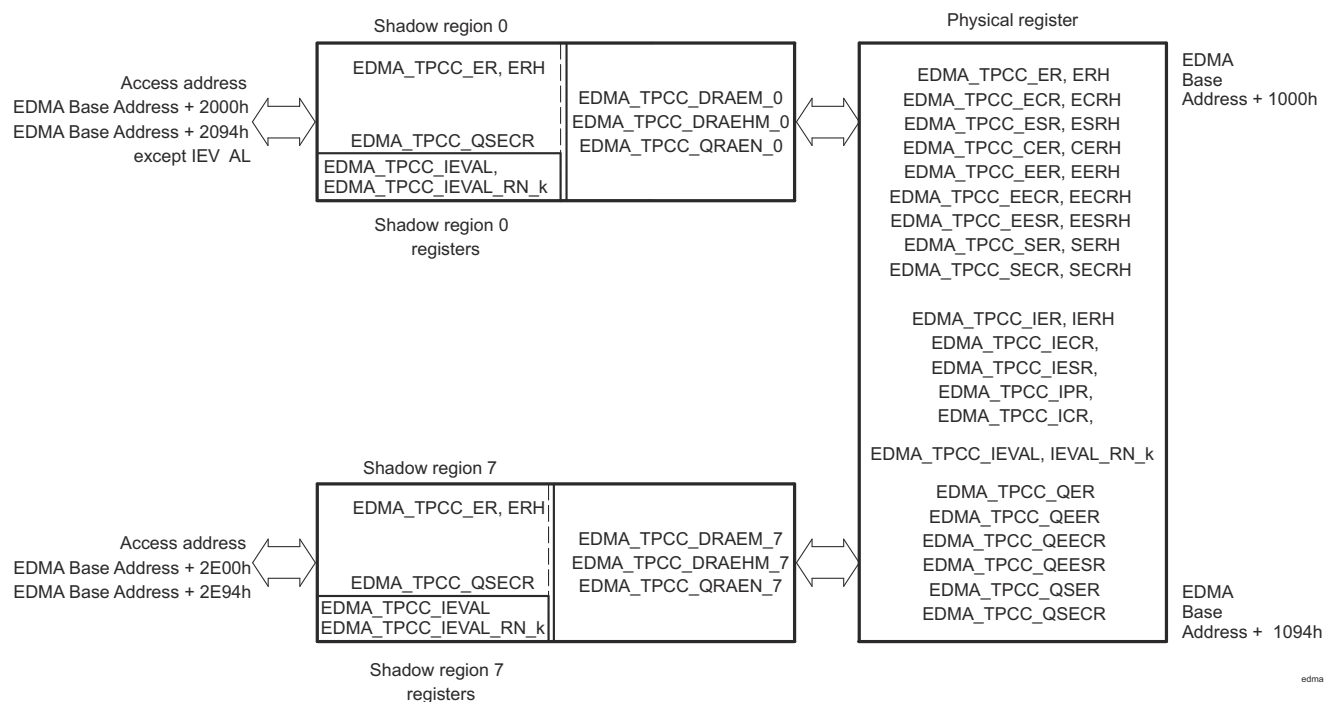 Shadow region 0
Access address
EDMA Base Address + 2000h
EDMA Base Address + 2094h
except IEV AL
EDMA_TPCC_ER, ERH
EDMA_TPCC_QSECR
EDMA_TPCC_IEVAL,
EDMA_TPCC_IEVAL_RN_k
EDMA_TPCC_DRAEM_0
EDMA_TPCC_DRAEHM_0
EDMA_TPCC_QRAEN_0
Shadow region 0
registers
Shadow region 7
Access address
EDMA Base Address + 2E00h
EDMA Base Address + 2E94h
EDMA_TPCC_ER, ERH
EDMA_TPCC_QSECR
EDMA_TPCC_IEVAL
EDMA_TPCC_IEVAL_RN_k
EDMA_TPCC_DRAEM_7
EDMA_TPCC_DRAEHM_7
EDMA_TPCC_QRAEN_7
Shadow region 7
registers
Physical register
EDMA_TPCC_ER, ERH
EDMA_TPCC_ECR, ECRH
EDMA_TPCC_ESR, ESRH
EDMA_TPCC_CER, CERH
EDMA_TPCC_EER, EERH
EDMA_TPCC_EECR, EECRH
EDMA_TPCC_EESR, EESRH
EDMA_TPCC_SER, SERH
EDMA_TPCC_SECR, SECRH
EDMA_TPCC_IER, IERH
EDMA_TPCC_IECR,
EDMA_TPCC_IESR,
EDMA_TPCC_IPR,
EDMA_TPCC_ICR,
EDMA_TPCC_IEVAL, IEVAL_RN_k
EDMA_TPCC_QER
EDMA_TPCC_QEER
EDMA_TPCC_QEECR
EDMA_TPCC_QEESR
EDMA_TPCC_QSER
EDMA_TPCC_QSECR
EDMA
Base
Address + 1000h
EDMA
Base
Address + 1094h
edma